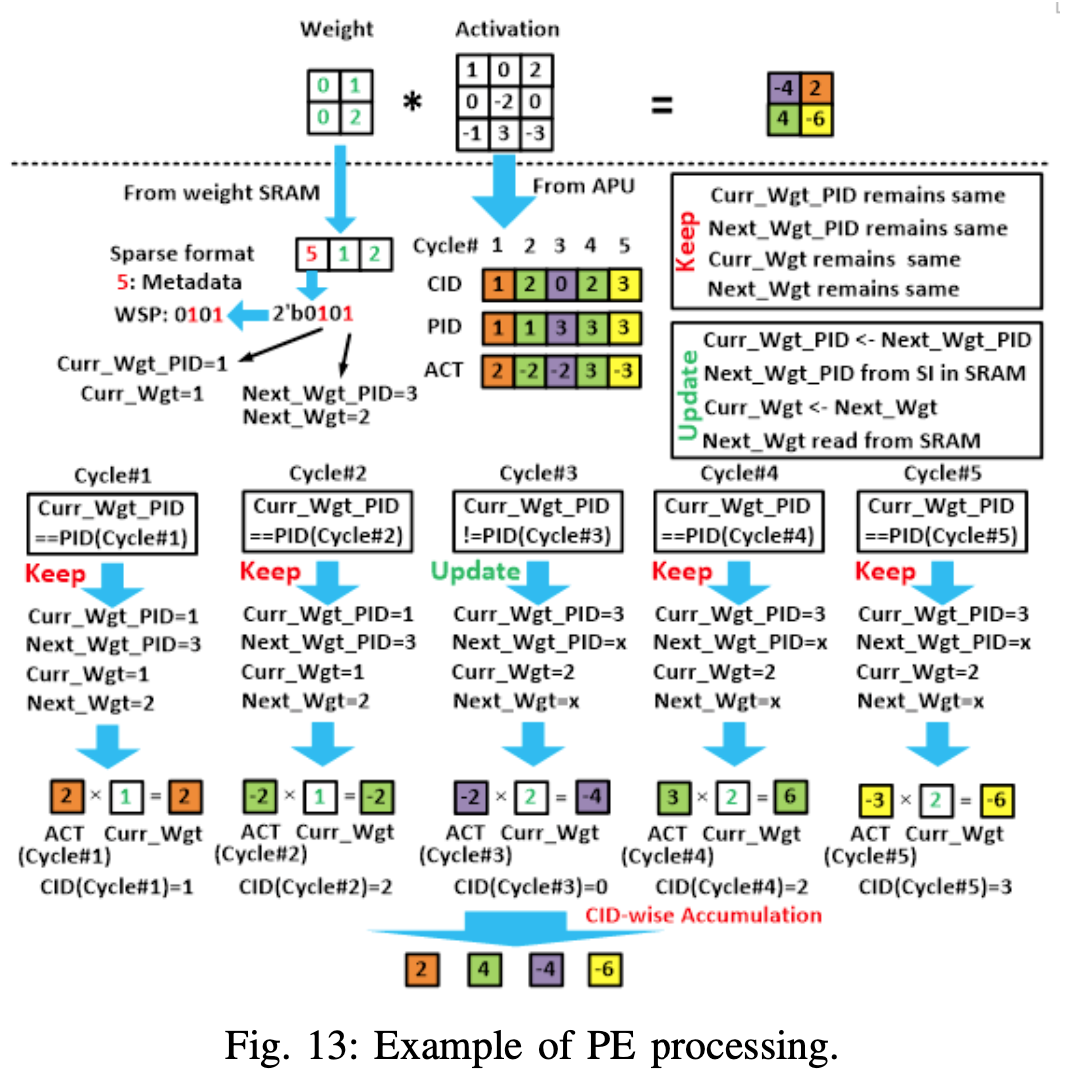 Weight Activation
0 1
0 2
*
1 0 2
0 -2 0
-1 3 -3
=
-4 2
4 -6
From weight SRAM
From APU
Sparse format
5: Metadata
5 1 2
WSP: 0101
2'b0101
Curr_Wgt_PID=1
Curr_Wgt=1
Next_Wgt_PID=3
Next_Wgt=2
Cycle# 1 2 3 4 5
CID 1 2 0 2 3
PID 1 1 3 3 3
ACT 2 -2 -2 3 -3
Keep
Curr_Wgt_PID remains same
Next_Wgt_PID remains same
Curr_Wgt remains same
Next_Wgt remains same
Update
Curr_Wgt_PID <- Next_Wgt_PID
Next_Wgt_PID from SI in SRAM
Curr_Wgt <- Next_Wgt
Next_Wgt read from SRAM
Cycle#1
Curr_Wgt_PID
==PID(Cycle#1)
Keep
Curr_Wgt_PID=1
Next_Wgt_PID=3
Curr_Wgt=1
Next_Wgt=2
2 × 1 = 2
ACT Curr_Wgt
(Cycle#1)
CID(Cycle#1)=1
Cycle#2
Curr_Wgt_PID
==PID(Cycle#2)
Keep
Curr_Wgt_PID=1
Next_Wgt_PID=3
Curr_Wgt=1
Next_Wgt=2
-2 × 1 = -2
ACT Curr_Wgt
(Cycle#2)
CID(Cycle#2)=2
Cycle#3
Curr_Wgt_PID
!=PID(Cycle#3)
Update
Curr_Wgt_PID=3
Next_Wgt_PID=x
Curr_Wgt=2
Next_Wgt=x
-2 × 2 = -4
ACT Curr_Wgt
(Cycle#3)
CID(Cycle#3)=0
Cycle#4
Curr_Wgt_PID
==PID(Cycle#4)
Keep
Curr_Wgt_PID=3
Next_Wgt_PID=x
Curr_Wgt=2
Next_Wgt=x
3 × 2 = 6
ACT Curr_Wgt
(Cycle#4)
CID(Cycle#4)=2
Cycle#5
Curr_Wgt_PID
==PID(Cycle#5)
Keep
Curr_Wgt_PID=3
Next_Wgt_PID=x
Curr_Wgt=2
Next_Wgt=x
-3 × 2 = -6
ACT Curr_Wgt
(Cycle#5)
CID(Cycle#5)=3
CID-wise Accumulation
2 4 -4 -6
Fig. 13: Example of PE processing.